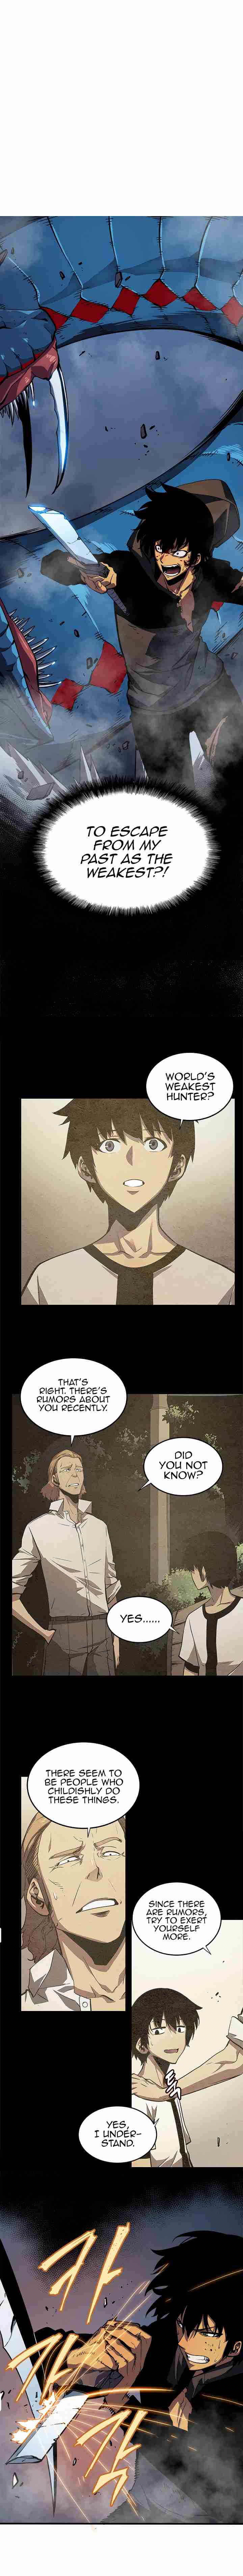 TO ESCAPE
FROM MY
PAST AS THE
WEAKEST?!
WORLD'S
WEAKEST
HUNTER?
THAT'S
RIGHT. THERE'S
RUMORS ABOUT
YOU RECENTLY.
DID
YOU NOT
KNOW?
YES......
THERE SEEM TO
BE PEOPLE WHO
CHILDISHLY DO
THESE THINGS.
SINCE THERE
ARE RUMORS,
TRY TO EXERT
YOURSELF
MORE.
YES,
I UNDER-
STAND.
카
가
각